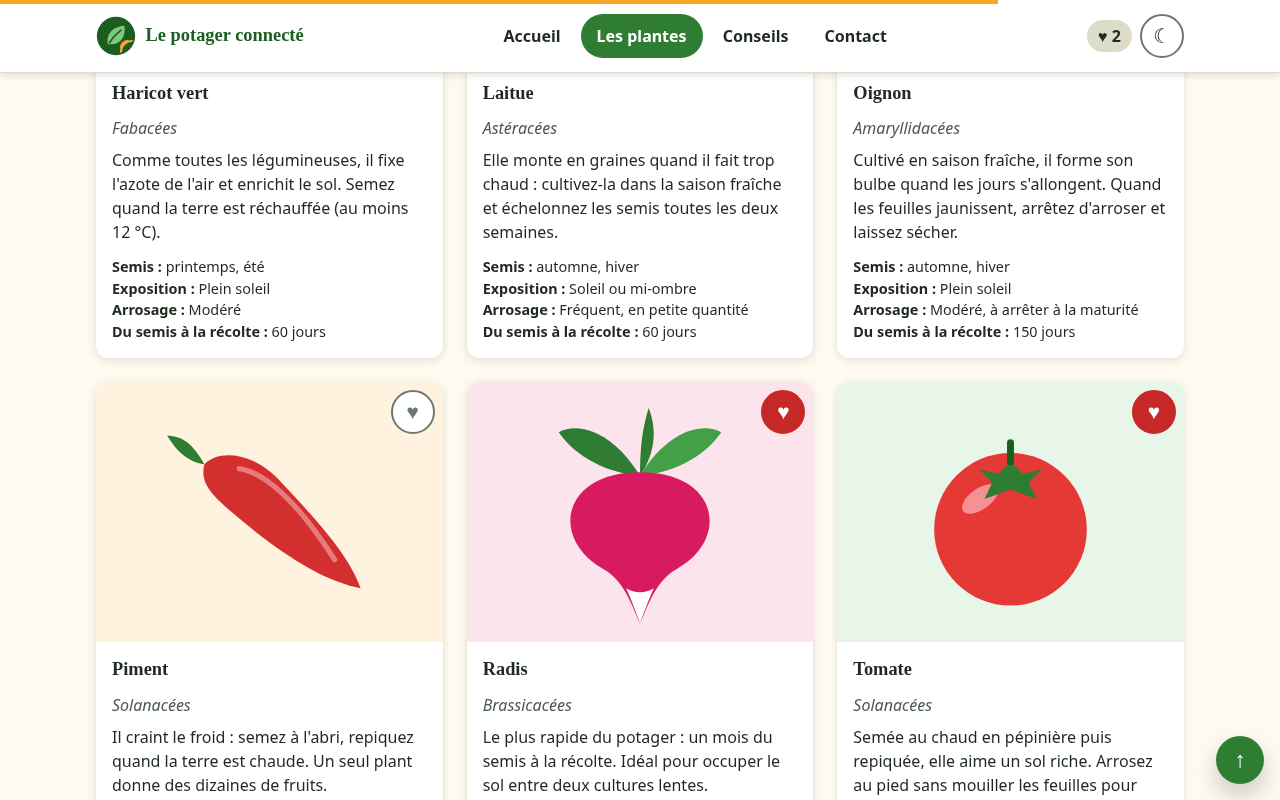 Le potager connecté
Accueil
Les plantes
Conseils
Contact
♥ 2
Haricot vert
Fabacées
Comme toutes les légumineuses, il fixe
l'azote de l'air et enrichit le sol. Semez
quand la terre est réchauffée (au moins
12 °C).
Semis : printemps, été
Exposition : Plein soleil
Arrosage : Modéré
Du semis à la récolte : 60 jours
Laitue
Astéracées
Elle monte en graines quand il fait trop
chaud : cultivez-la dans la saison fraîche
et échelonnez les semis toutes les deux
semaines.
Semis : automne, hiver
Exposition : Soleil ou mi-ombre
Arrosage : Fréquent, en petite quantité
Du semis à la récolte : 60 jours
Oignon
Amaryllidacées
Cultivé en saison fraîche, il forme son
bulbe quand les jours s'allongent. Quand
les feuilles jaunissent, arrêtez d'arroser et
laissez sécher.
Semis : automne, hiver
Exposition : Plein soleil
Arrosage : Modéré, à arrêter à la maturité
Du semis à la récolte : 150 jours
Piment
Solanacées
Il craint le froid : semez à l'abri, repiquez
quand la terre est chaude. Un seul plant
donne des dizaines de fruits.
Radis
Brassicacées
Le plus rapide du potager : un mois du
semis à la récolte. Idéal pour occuper le
sol entre deux cultures lentes.
Tomate
Solanacées
Semée au chaud en pépinière puis
repiquée, elle aime un sol riche. Arrosez
au pied sans mouiller les feuilles pour
↑